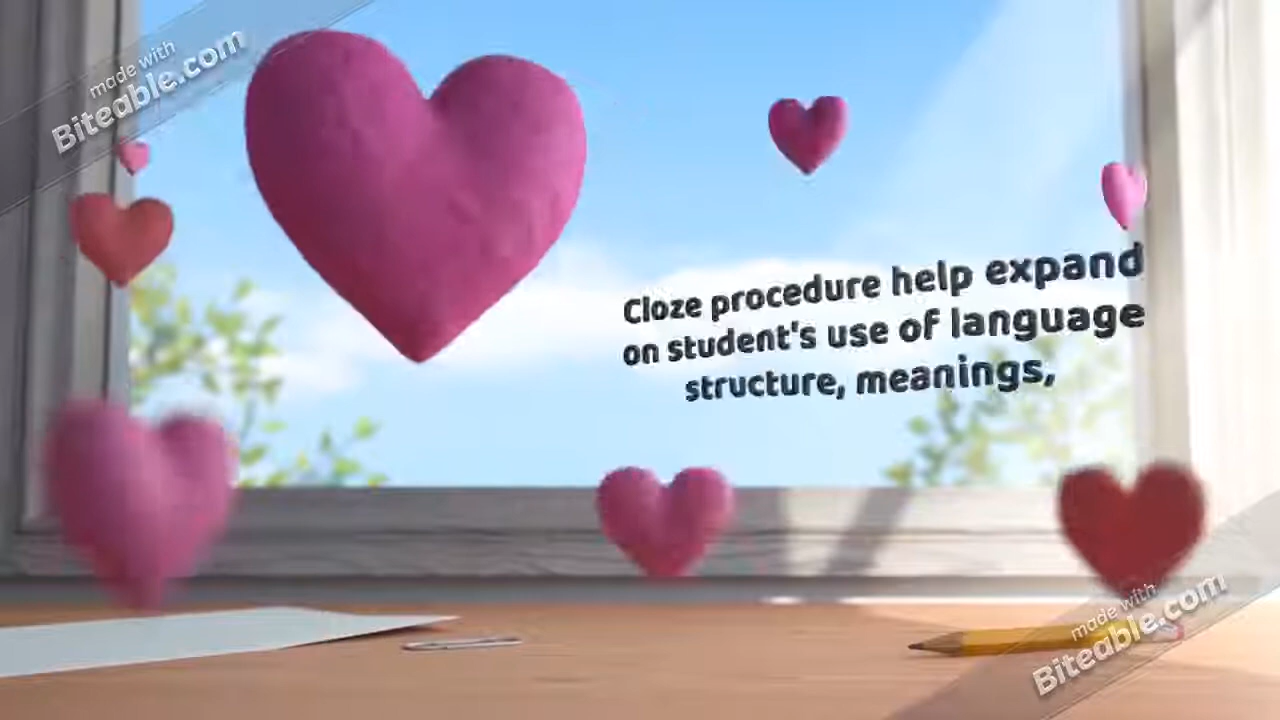 made with
Biteable.com
Cloze procedure help expand
on student's use of language
structure, meanings,
made with
Biteable.com